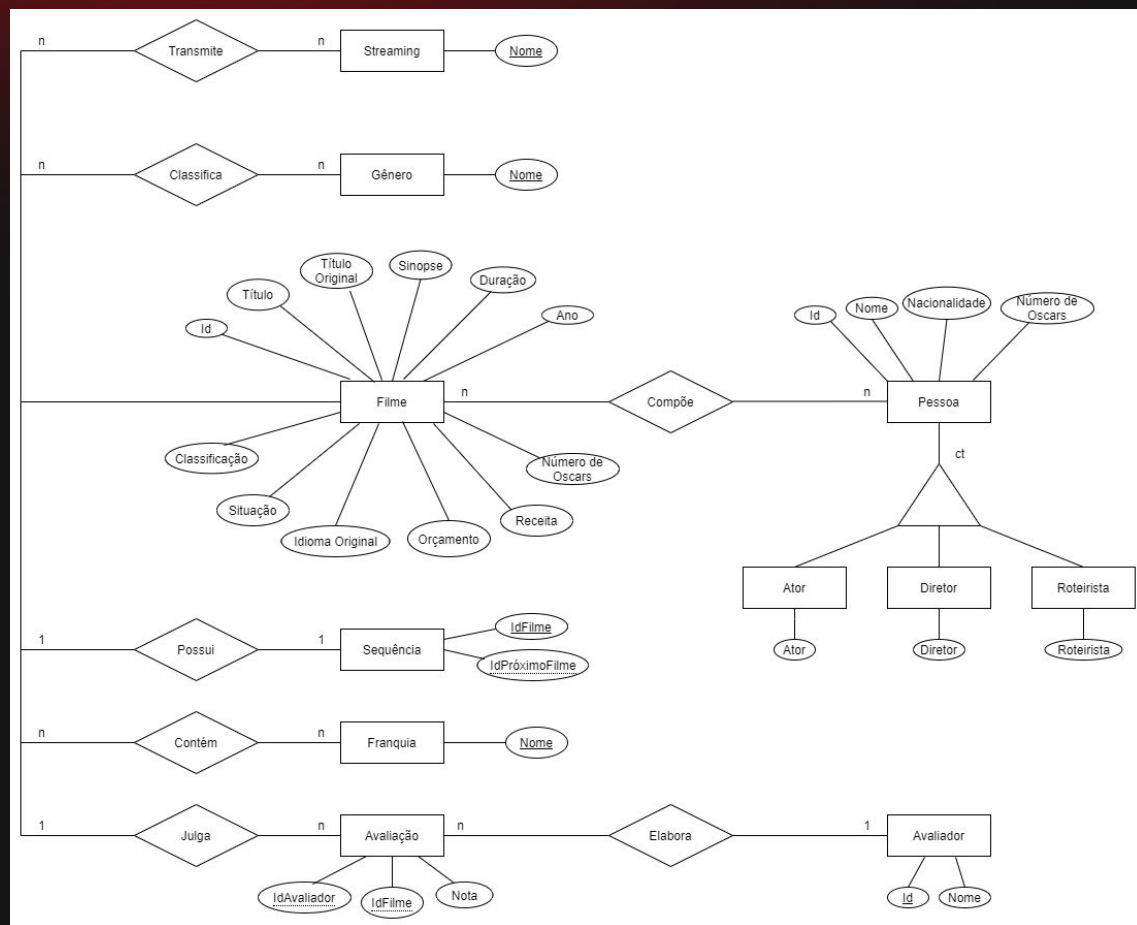 n
Transmite
n
Streaming
Nome
n
Classifica
n
Gênero
Nome
Título
Original
Sinopse
Duração
Título
Id
Ano
Nacionalidade
Número de
Oscars
Nome
Id
Filme
n
Compõe
n
Pessoa
ct
Classificação
Número de
Oscars
Situação
Receita
Idioma Original
Orçamento
Ator
Diretor
Roteirista
Ator
Diretor
Roteirista
1
Possui
1
Sequência
IdFilme
IdPróximoFilme
n
Contém
n
Franquia
Nome
1
Julga
n
Avaliação
n
Elabora
1
Avaliador
IdAvaliador
IdFilme
Nota
Id
Nome